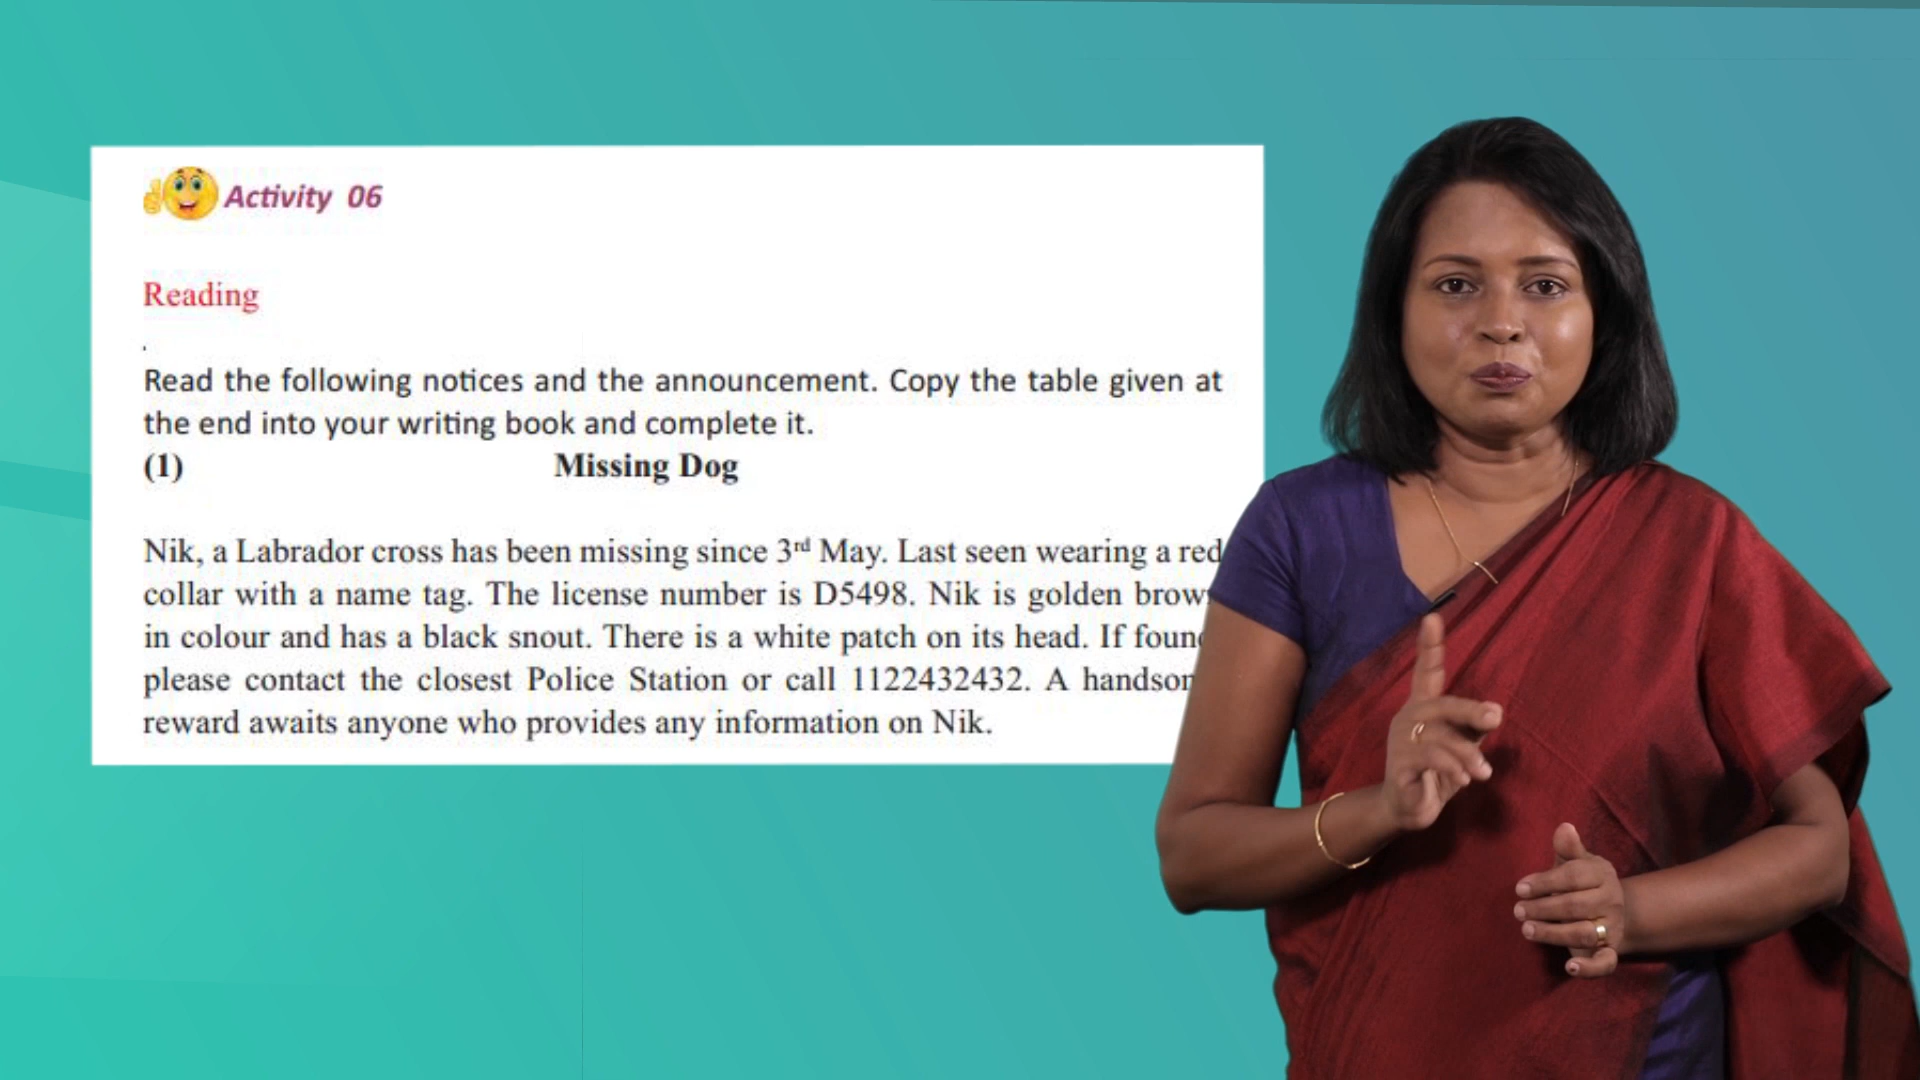 Activity 06
Reading
.
Read the following notices and the announcement. Copy the table given at
the end into your writing book and complete it.
(1) Missing Dog
Nik, a Labrador cross has been missing since 3rd May. Last seen wearing a red
collar with a name tag. The license number is D5498. Nik is golden
in colour and has a black snout. There is a white patch on its head. If
please contact the closest Police Station or call 1122432432. A
reward awaits anyone who provides any information on Nik.